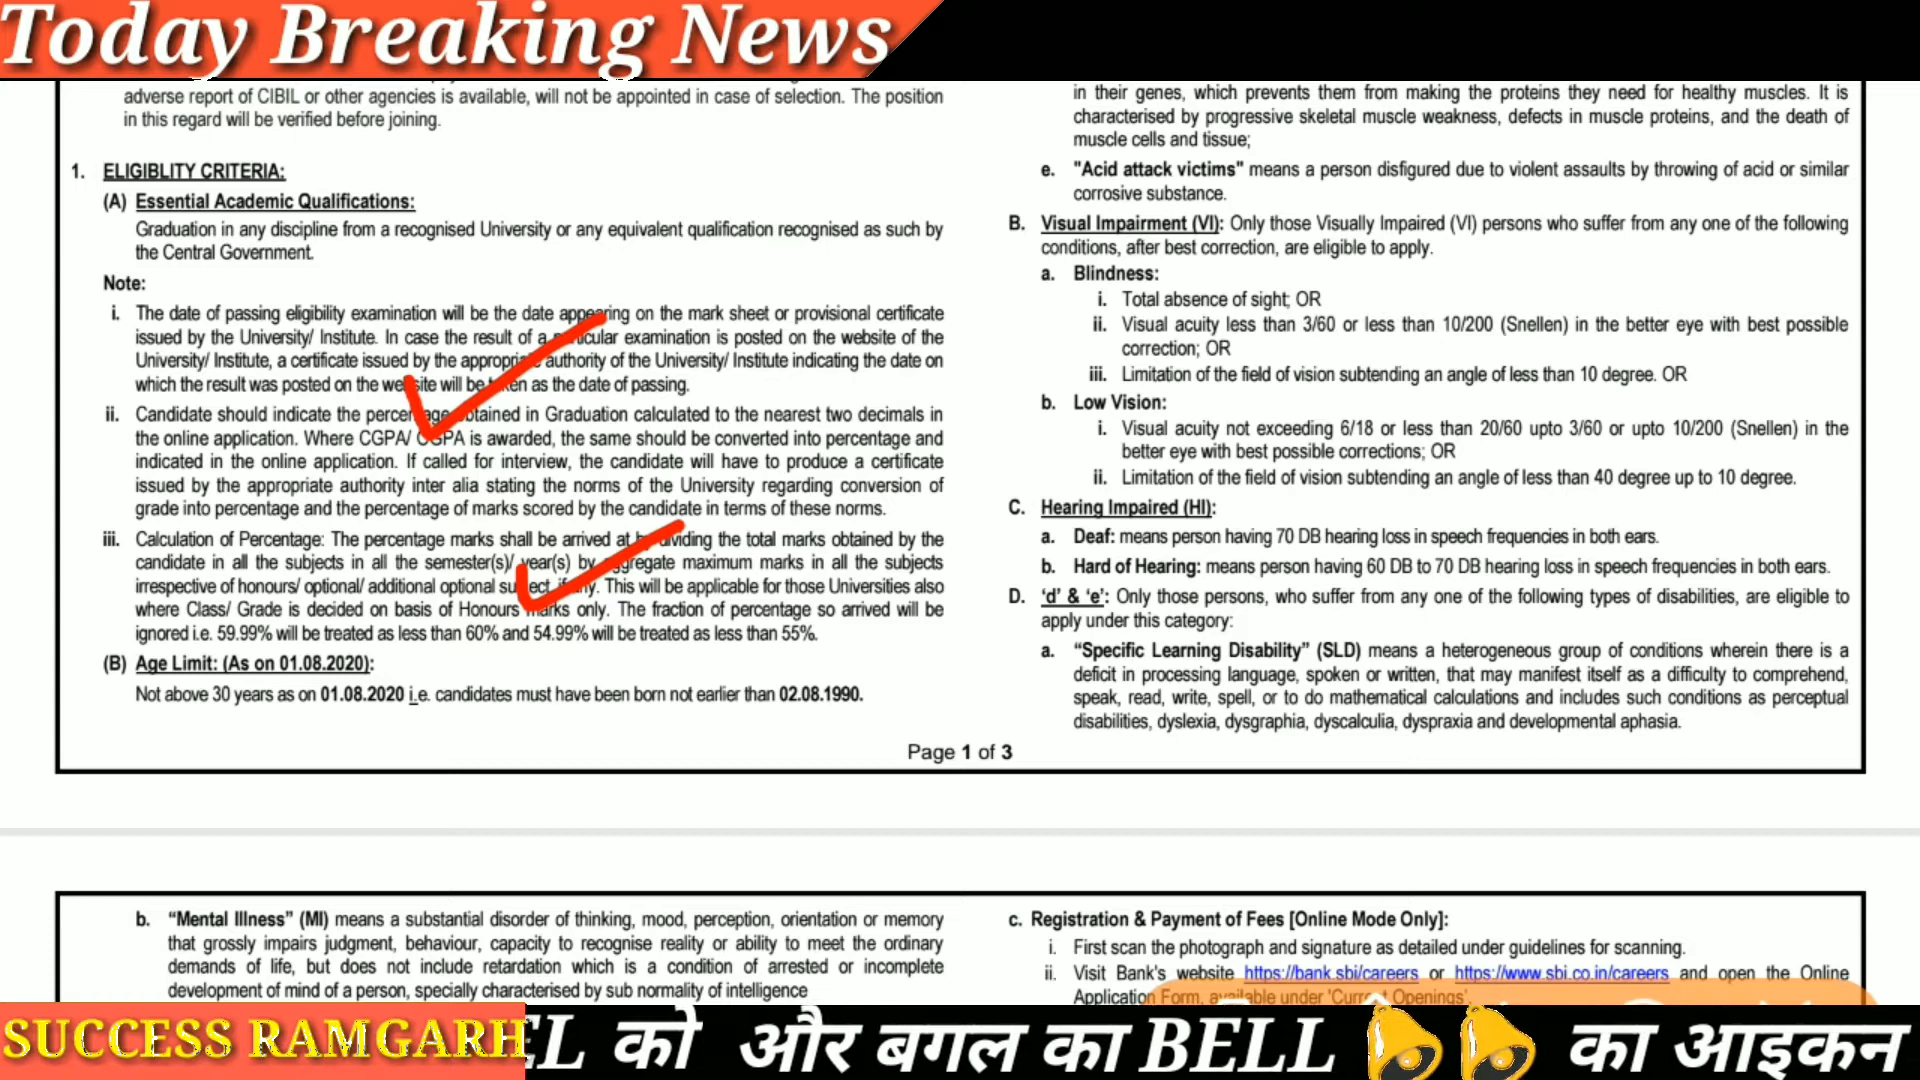 Today Breaking News
adverse report of CIBIL or other agencies is available, will not be appointed in case of selection. The position
in this regard will be verified before joining.
1. ELIGIBLITY CRITERIA:
(A) Essential Academic Qualifications:
Graduation in any discipline from a recognised University or any equivalent qualification recognised as such by
the Central Government.
Note:
i. The date of passing eligibility examination will be the date appearing on the mark sheet or provisional certificate
issued by the University/ Institute. In case the result of a particular examination is posted on the website of the
University/ Institute, a certificate issued by the appropriate authority of the University/ Institute indicating the date on
which the result was posted on the website will be taken as the date of passing.
ii. Candidate should indicate the percentage obtained in Graduation calculated to the nearest two decimals in
the online application. Where CGPA/ OGPA is awarded, the same should be converted into percentage and
indicated in the online application. If called for interview, the candidate will have to produce a certificate
issued by the appropriate authority inter alia stating the norms of the University regarding conversion of
grade into percentage and the percentage of marks scored by the candidate in terms of these norms.
iii. Calculation of Percentage: The percentage marks shall be arrived at by dividing the total marks obtained by the
candidate in all the subjects in all the semester(s)/ year(s) by aggregate maximum marks in all the subjects
irrespective of honours/ optional/ additional optional subject, if any. This will be applicable for those Universities also
where Class/ Grade is decided on basis of Honours marks only. The fraction of percentage so arrived will be
ignored i.e. 59.99% will be treated as less than 60% and 54.99% will be treated as less than 55%.
(B) Age Limit: (As on 01.08.2020):
Not above 30 years as on 01.08.2020 i.e. candidates must have been born not earlier than 02.08.1990.
in their genes, which prevents them from making the proteins they need for healthy muscles. It is
characterised by progressive skeletal muscle weakness, defects in muscle proteins, and the death of
muscle cells and tissue;
e. "Acid attack victims" means a person disfigured due to violent assaults by throwing of acid or similar
corrosive substance.
B. Visual Impairment (VI): Only those Visually Impaired (VI) persons who suffer from any one of the following
conditions, after best correction, are eligible to apply.
a. Blindness:
i. Total absence of sight; OR
ii. Visual acuity less than 3/60 or less than 10/200 (Snellen) in the better eye with best possible
correction; OR
iii. Limitation of the field of vision subtending an angle of less than 10 degree. OR
b. Low Vision:
i. Visual acuity not exceeding 6/18 or less than 20/60 upto 3/60 or upto 10/200 (Snellen) in the
better eye with best possible corrections; OR
ii. Limitation of the field of vision subtending an angle of less than 40 degree up to 10 degree.
C. Hearing Impaired (HI):
a. Deaf: means person having 70 DB hearing loss in speech frequencies in both ears.
b. Hard of Hearing: means person having 60 DB to 70 DB hearing loss in speech frequencies in both ears.
D. ‘d’ & ‘e’: Only those persons, who suffer from any one of the following types of disabilities, are eligible to
apply under this category:
a. “Specific Learning Disability” (SLD) means a heterogeneous group of conditions wherein there is a
deficit in processing language, spoken or written, that may manifest itself as a difficulty to comprehend,
speak, read, write, spell, or to do mathematical calculations and includes such conditions as perceptual
disabilities, dyslexia, dysgraphia, dyscalculia, dyspraxia and developmental aphasia.
Page 1 of 3
b. “Mental Illness” (MI) means a substantial disorder of thinking, mood, perception, orientation or memory
that grossly impairs judgment, behaviour, capacity to recognise reality or ability to meet the ordinary
demands of life, but does not include retardation which is a condition of arrested or incomplete
development of mind of a person, specially characterised by sub normality of intelligence
c. Registration & Payment of Fees [Online Mode Only]:
i. First scan the photograph and signature as detailed under guidelines for scanning.
ii. Visit Bank's website https://bank.sbi/careers or https://www.sbi.co.in/careers and open the Online
Application Form, available under 'Current Openings'
SUCCESS RAMGARH EL को और बगल का BELL 🔔🔔 का आइकन